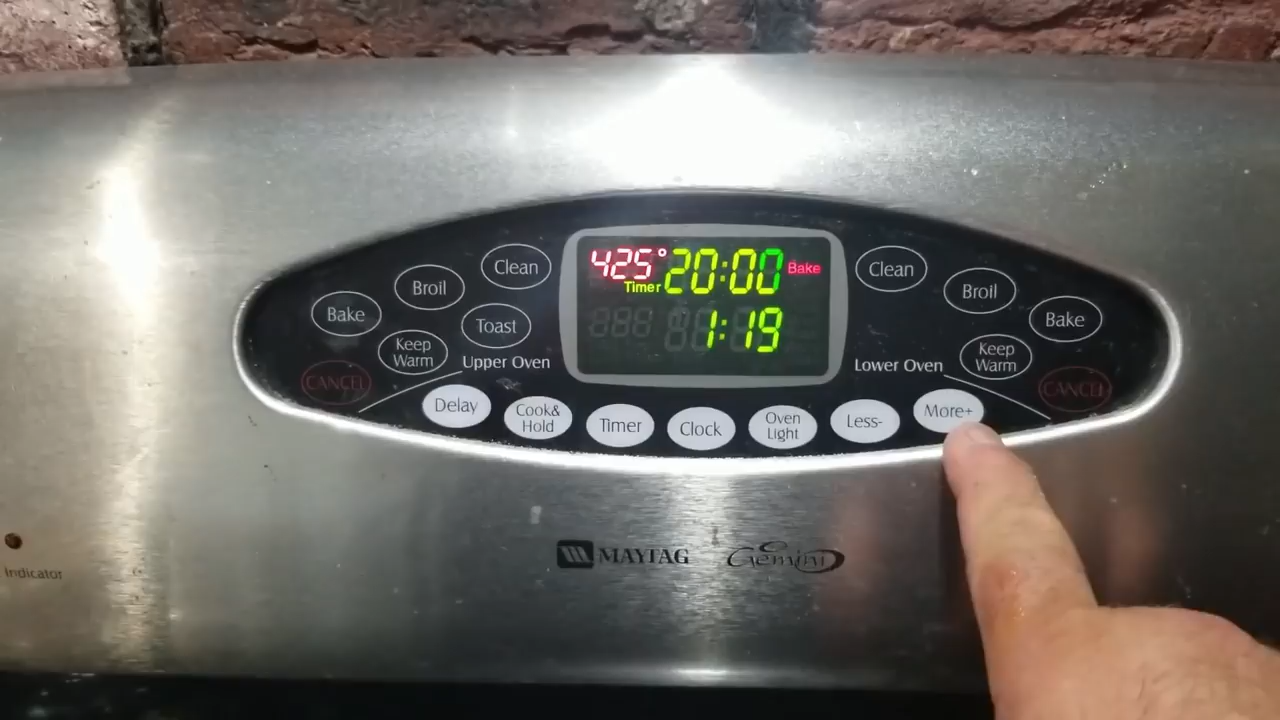 425° 20:00 Bake
Timer
1:19
Clean
Broil
Bake
Toast
Keep
Warm
CANCEL
Upper Oven
Clean
Broil
Bake
Keep
Warm
CANCEL
Lower Oven
Delay
Cook&
Hold
Timer
Clock
Oven
Light
Less-
More+
MAYTAG
Gemini
Indicator